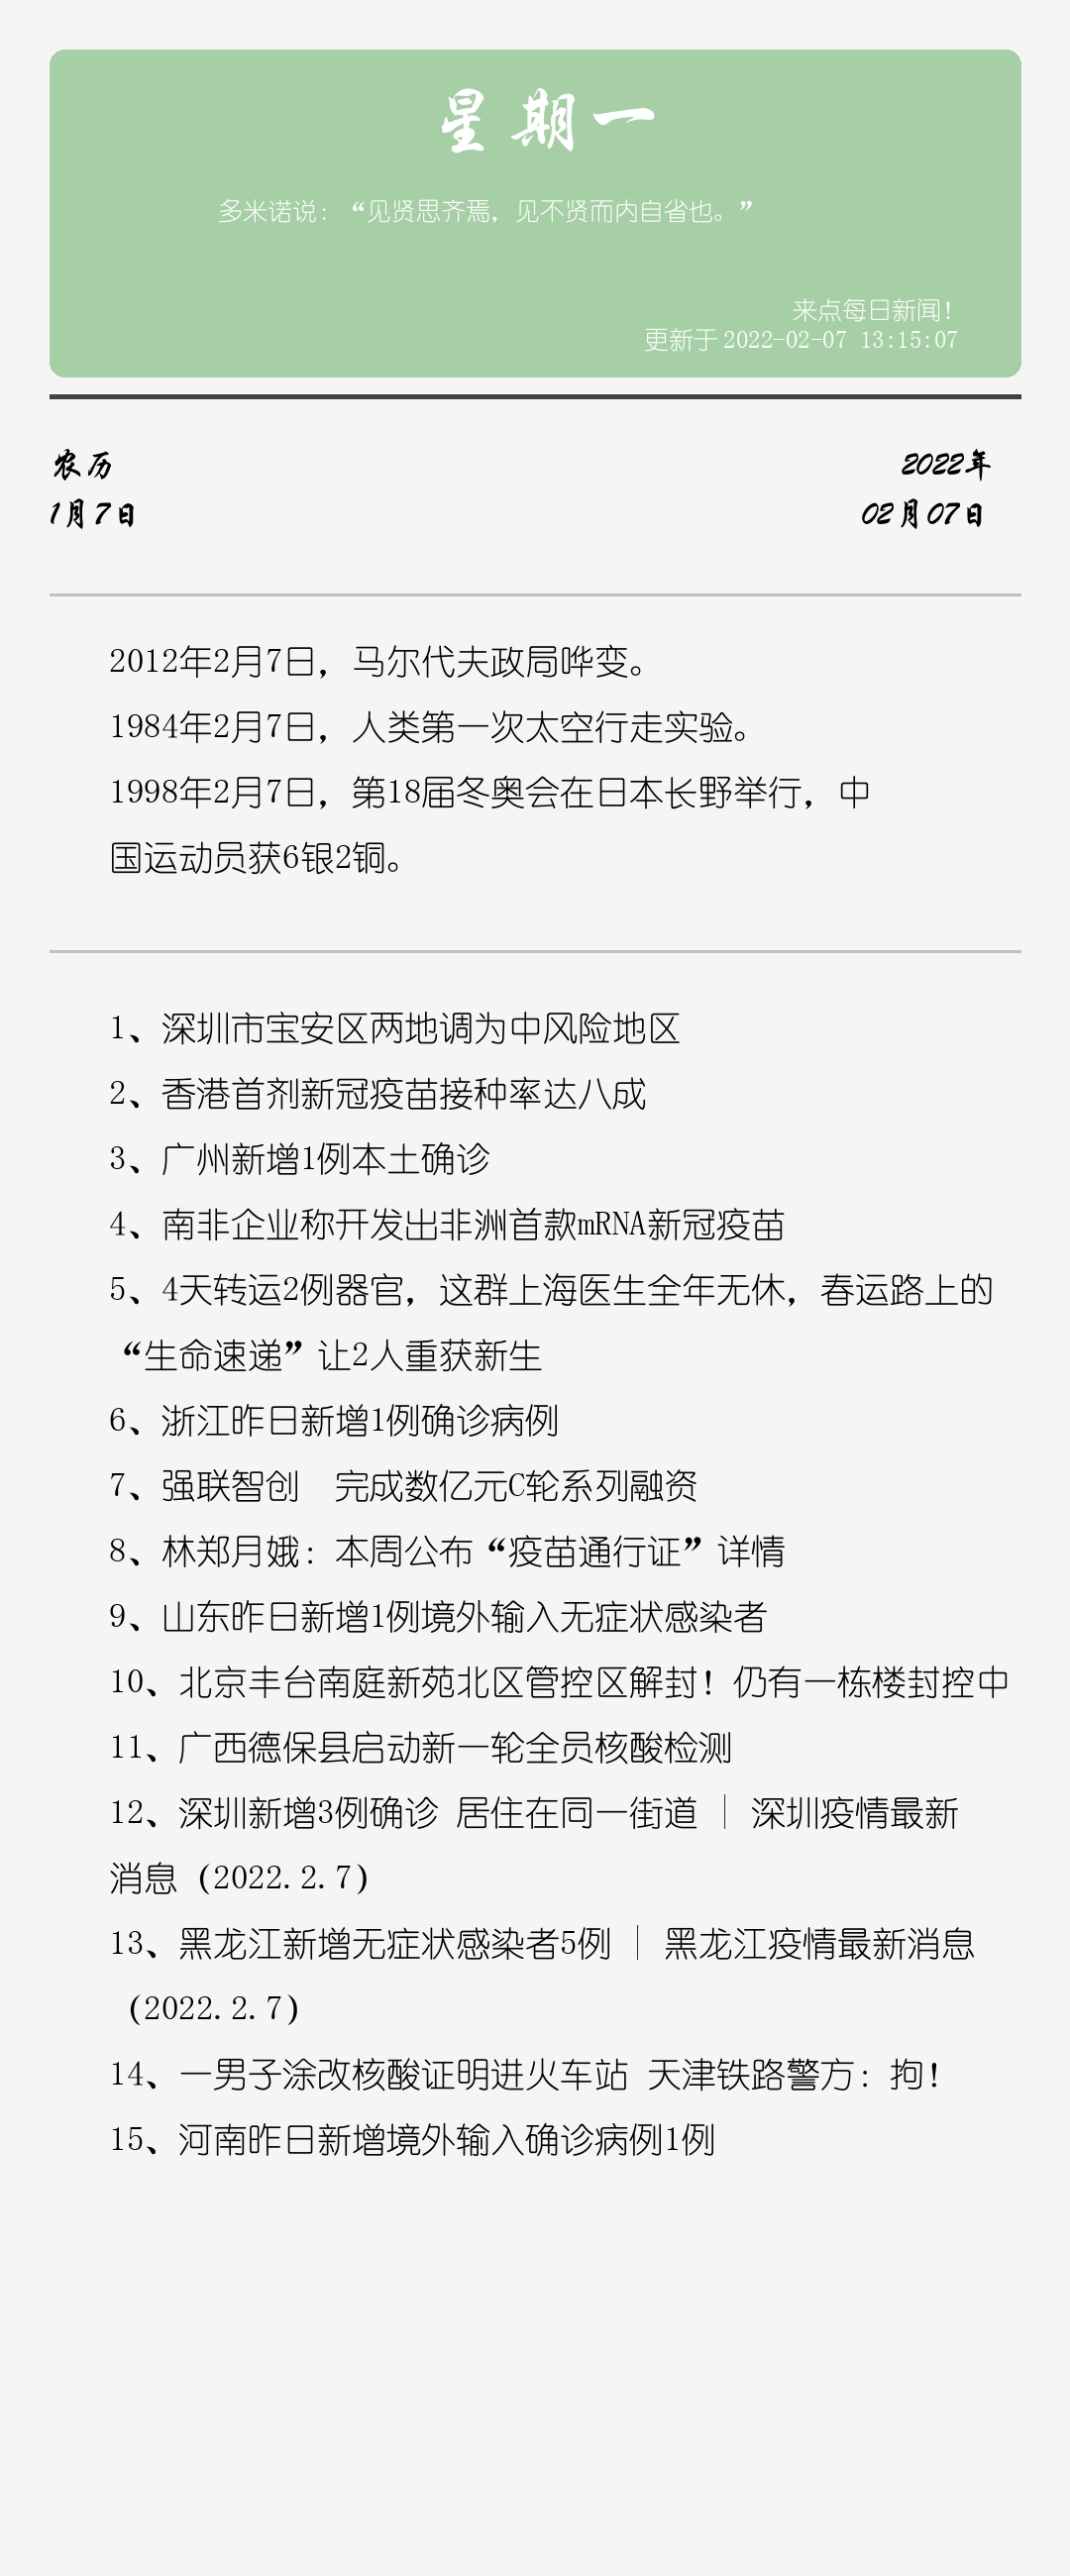 星期一
多米诺说：“见贤思齐焉，见不贤而内自省也。”
来点每日新闻！
更新于 2022-02-07 13:15:07
农历
2022年
1月7日
02月07日
2012年2月7日，马尔代夫政局哗变。
1984年2月7日，人类第一次太空行走实验。
1998年2月7日，第18届冬奥会在日本长野举行，中
国运动员获6银2铜。
1、深圳市宝安区两地调为中风险地区
2、香港首剂新冠疫苗接种率达八成
3、广州新增1例本土确诊
4、南非企业称开发出非洲首款mRNA新冠疫苗
5、4天转运2例器官，这群上海医生全年无休，春运路上的
“生命速递”让2人重获新生
6、浙江昨日新增1例确诊病例
7、强联智创　完成数亿元C轮系列融资
8、林郑月娥：本周公布“疫苗通行证”详情
9、山东昨日新增1例境外输入无症状感染者
10、北京丰台南庭新苑北区管控区解封！仍有一栋楼封控中
11、广西德保县启动新一轮全员核酸检测
12、深圳新增3例确诊 居住在同一街道 | 深圳疫情最新
消息（2022.2.7）
13、黑龙江新增无症状感染者5例 | 黑龙江疫情最新消息
（2022.2.7）
14、一男子涂改核酸证明进火车站 天津铁路警方：拘！
15、河南昨日新增境外输入确诊病例1例